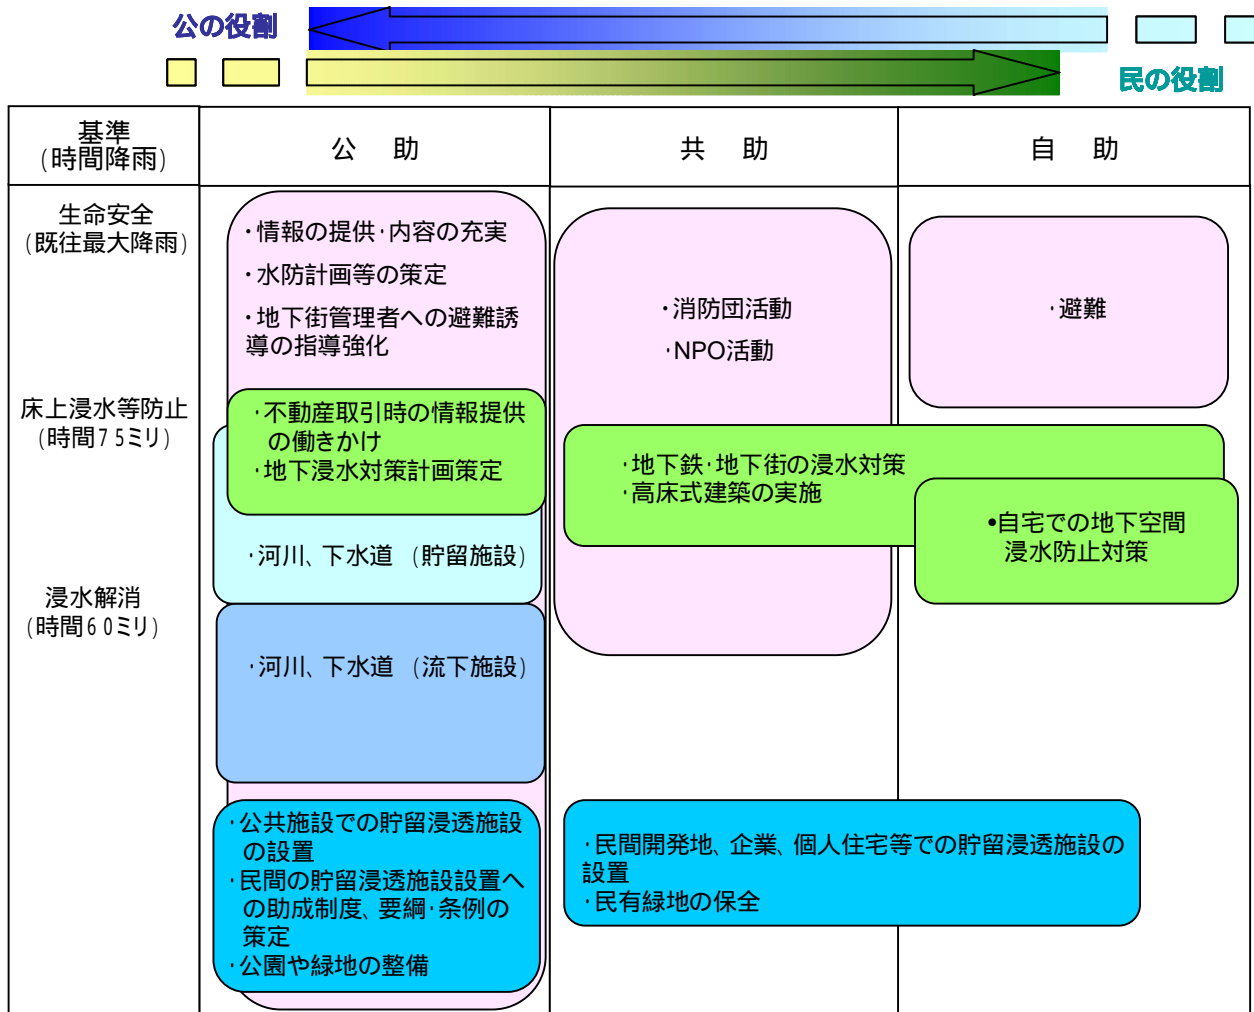 公の役割
民の役割
基準
(時間降雨)
公 助
共 助
自 助
生命安全
(既往最大降雨)
床上浸水等防止
(時間75ミリ)
浸水解消
(時間60ミリ)
・情報の提供・内容の充実
・水防計画等の策定
・地下街管理者への避難誘
導の指導強化
・不動産取引時の情報提供
の働きかけ
・地下浸水対策計画策定
・河川、下水道 (貯留施設)
・河川、下水道 (流下施設)
・公共施設での貯留浸透施設
の設置
・民間の貯留浸透施設設置へ
の助成制度、要綱・条例の
策定
・公園や緑地の整備
・消防団活動
・NPO活動
・避難
・地下鉄・地下街の浸水対策
・高床式建築の実施
•自宅での地下空間
浸水防止対策
・民間開発地、企業、個人住宅等での貯留浸透施設の
設置
・民有緑地の保全